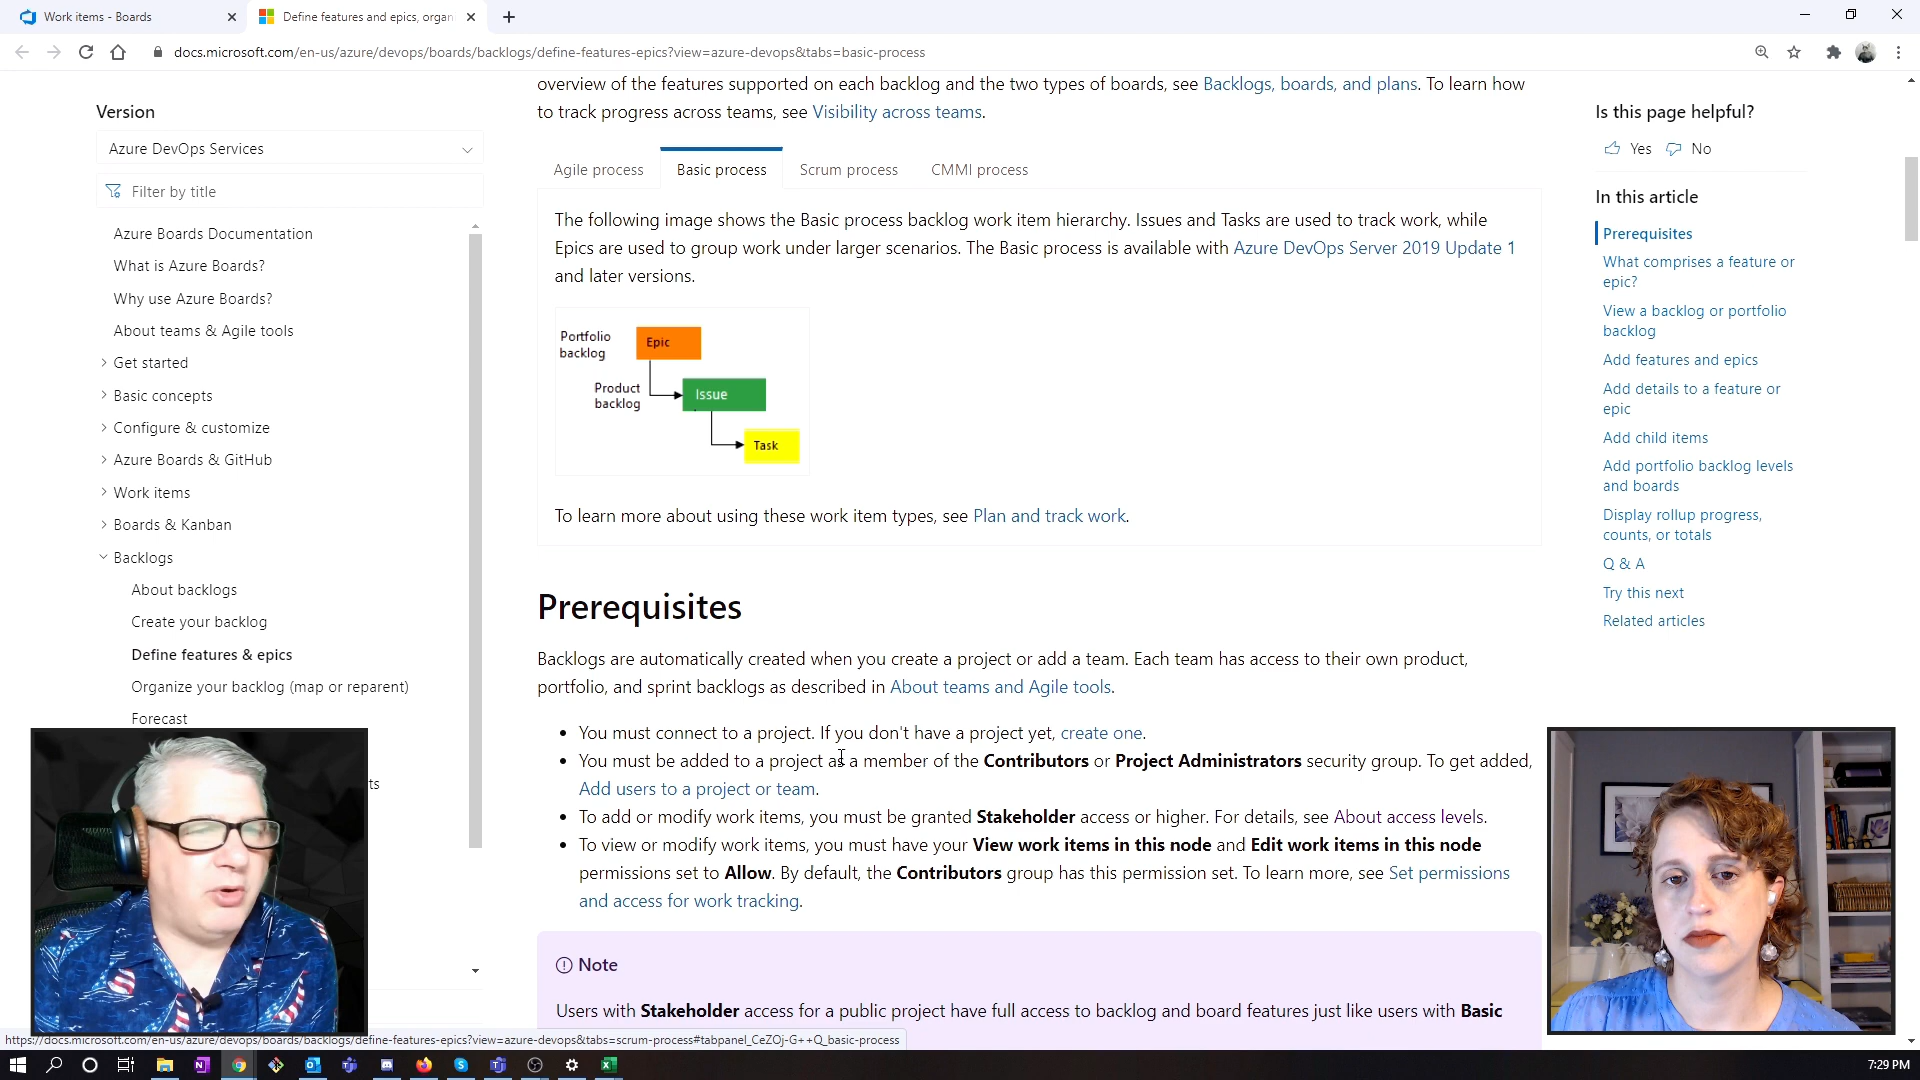 Work items - Boards
Define features and epics, organ
docs.microsoft.com/en-us/azure/devops/boards/backlogs/define-features-epics?view=azure-devops&tabs=basic-process
Version
Azure DevOps Services
Filter by title
Azure Boards Documentation
What is Azure Boards?
Why use Azure Boards?
About teams & Agile tools
Get started
Basic concepts
Configure & customize
Azure Boards & GitHub
Work items
Boards & Kanban
Backlogs
About backlogs
Create your backlog
Define features & epics
Organize your backlog (map or reparent)
Forecast
ts
overview of the features supported on each backlog and the two types of boards, see Backlogs, boards, and plans. To learn how
to track progress across teams, see Visibility across teams.
Agile process
Basic process
Scrum process
CMMI process
The following image shows the Basic process backlog work item hierarchy. Issues and Tasks are used to track work, while
Epics are used to group work under larger scenarios. The Basic process is available with Azure DevOps Server 2019 Update 1
and later versions.
Portfolio
backlog
Epic
Product
backlog
Issue
Task
To learn more about using these work item types, see Plan and track work.
Prerequisites
Backlogs are automatically created when you create a project or add a team. Each team has access to their own product,
portfolio, and sprint backlogs as described in About teams and Agile tools.
• You must connect to a project. If you don't have a project yet, create one.
• You must be added to a project as a member of the Contributors or Project Administrators security group. To get added,
Add users to a project or team.
• To add or modify work items, you must be granted Stakeholder access or higher. For details, see About access levels.
• To view or modify work items, you must have your View work items in this node and Edit work items in this node
permissions set to Allow. By default, the Contributors group has this permission set. To learn more, see Set permissions
and access for work tracking.
Note
Users with Stakeholder access for a public project have full access to backlog and board features just like users with Basic
Is this page helpful?
Yes
No
In this article
Prerequisites
What comprises a feature or
epic?
View a backlog or portfolio
backlog
Add features and epics
Add details to a feature or
epic
Add child items
Add portfolio backlog levels
and boards
Display rollup progress,
counts, or totals
Q & A
Try this next
Related articles
https://docs.microsoft.com/en-us/azure/devops/boards/backlogs/define-features-epics?view=azure-devops&tabs=scrum-process#tabpanel_CeZOj-G++Q_basic-process
7:29 PM